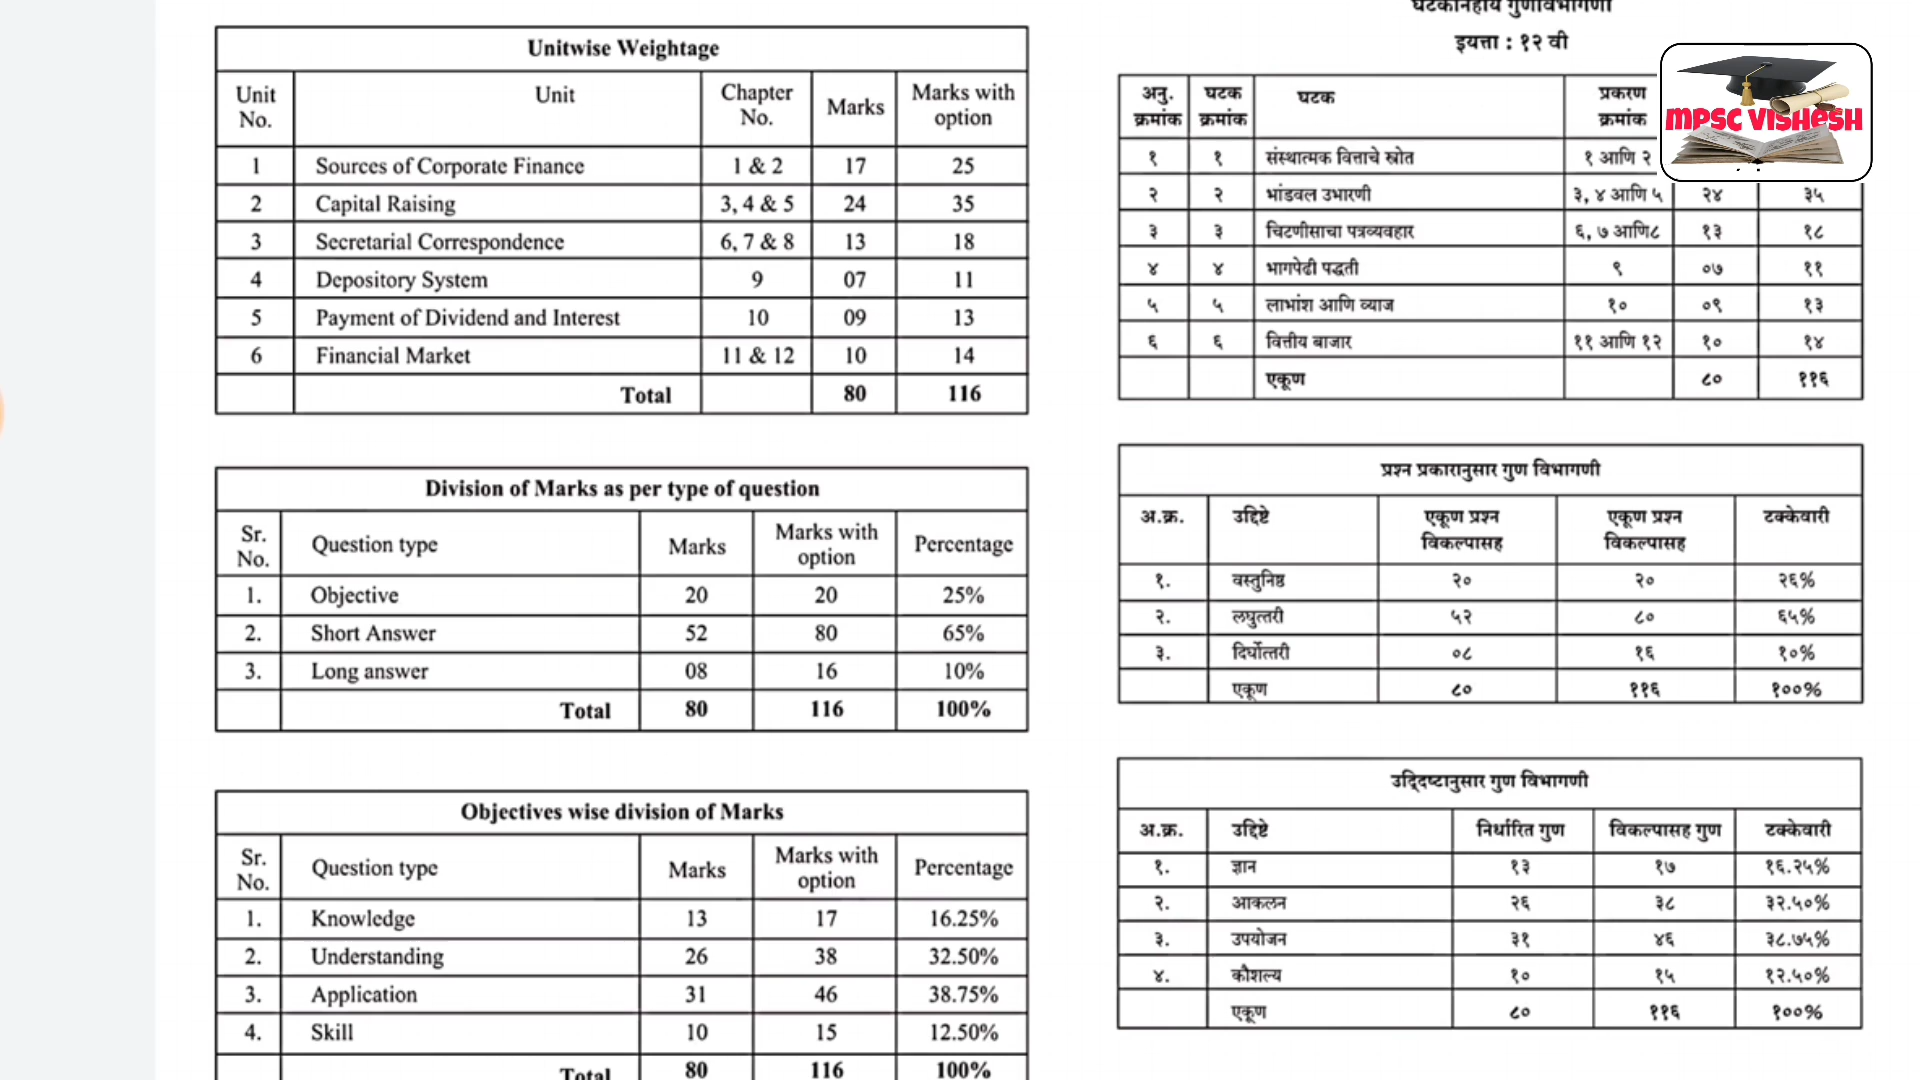 Unitwise Weightage
Unit No. Unit Chapter No. Marks Marks with option
1 Sources of Corporate Finance 1 & 2 17 25
2 Capital Raising 3, 4 & 5 24 35
3 Secretarial Correspondence 6, 7 & 8 13 18
4 Depository System 9 07 11
5 Payment of Dividend and Interest 10 09 13
6 Financial Market 11 & 12 10 14
Total 80 116
Division of Marks as per type of question
Sr. No. Question type Marks Marks with option Percentage
1. Objective 20 20 25%
2. Short Answer 52 80 65%
3. Long answer 08 16 10%
Total 80 116 100%
Objectives wise division of Marks
Sr. No. Question type Marks Marks with option Percentage
1. Knowledge 13 17 16.25%
2. Understanding 26 38 32.50%
3. Application 31 46 38.75%
4. Skill 10 15 12.50%
Total 80 116 100%
घटकनिहाय गुणविभागणी
इयत्ता : १२ वी
MPSC VISHESH
अनु. क्रमांक घटक क्रमांक घटक प्रकरण क्रमांक
१ १ संस्थात्मक वित्ताचे स्रोत १ आणि २
२ २ भांडवल उभारणी ३, ४ आणि ५ २४ ३५
३ ३ चिटणीसाचा पत्रव्यवहार ६, ७ आणि८ १३ १८
४ ४ भागपेढी पद्धती ९ ०७ ११
५ ५ लाभांश आणि व्याज १० ०९ १३
६ ६ वित्तीय बाजार ११ आणि १२ १० १४
एकूण ८० ११६
प्रश्न प्रकारानुसार गुण विभागणी
अ.क्र. उद्दिष्टे एकूण प्रश्न विकल्पासह एकूण प्रश्न विकल्पासह टक्केवारी
१. वस्तुनिष्ठ २० २० २६%
२. लघुत्तरी ५२ ८० ६५%
३. दिर्घोत्तरी ०८ १६ १०%
एकूण ८० ११६ १००%
उद्दिष्टानुसार गुण विभागणी
अ.क्र. उद्दिष्टे निर्धारित गुण विकल्पासह गुण टक्केवारी
१. ज्ञान १३ १७ १६.२५%
२. आकलन २६ ३८ ३२.५०%
३. उपयोजन ३१ ४६ ३८.७५%
४. कौशल्य १० १५ १२.५०%
एकूण ८० ११६ १००%